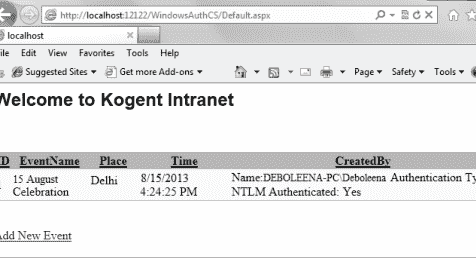 http://localhost:12122/WindowsAuthCS/Default.aspx
localhost
Edit View Favorites Tools Help
Suggested Sites Get more Add-ons Page Safety Tools
Welcome to Kogent Intranet
ID EventName Place Time CreatedBy
15 August Delhi 8/15/2013 Name:DEBOLEENA-PC\Deboleena Authentication Ty
Celebration 4:24:25 PM NTLM Authenticated: Yes
Add New Event